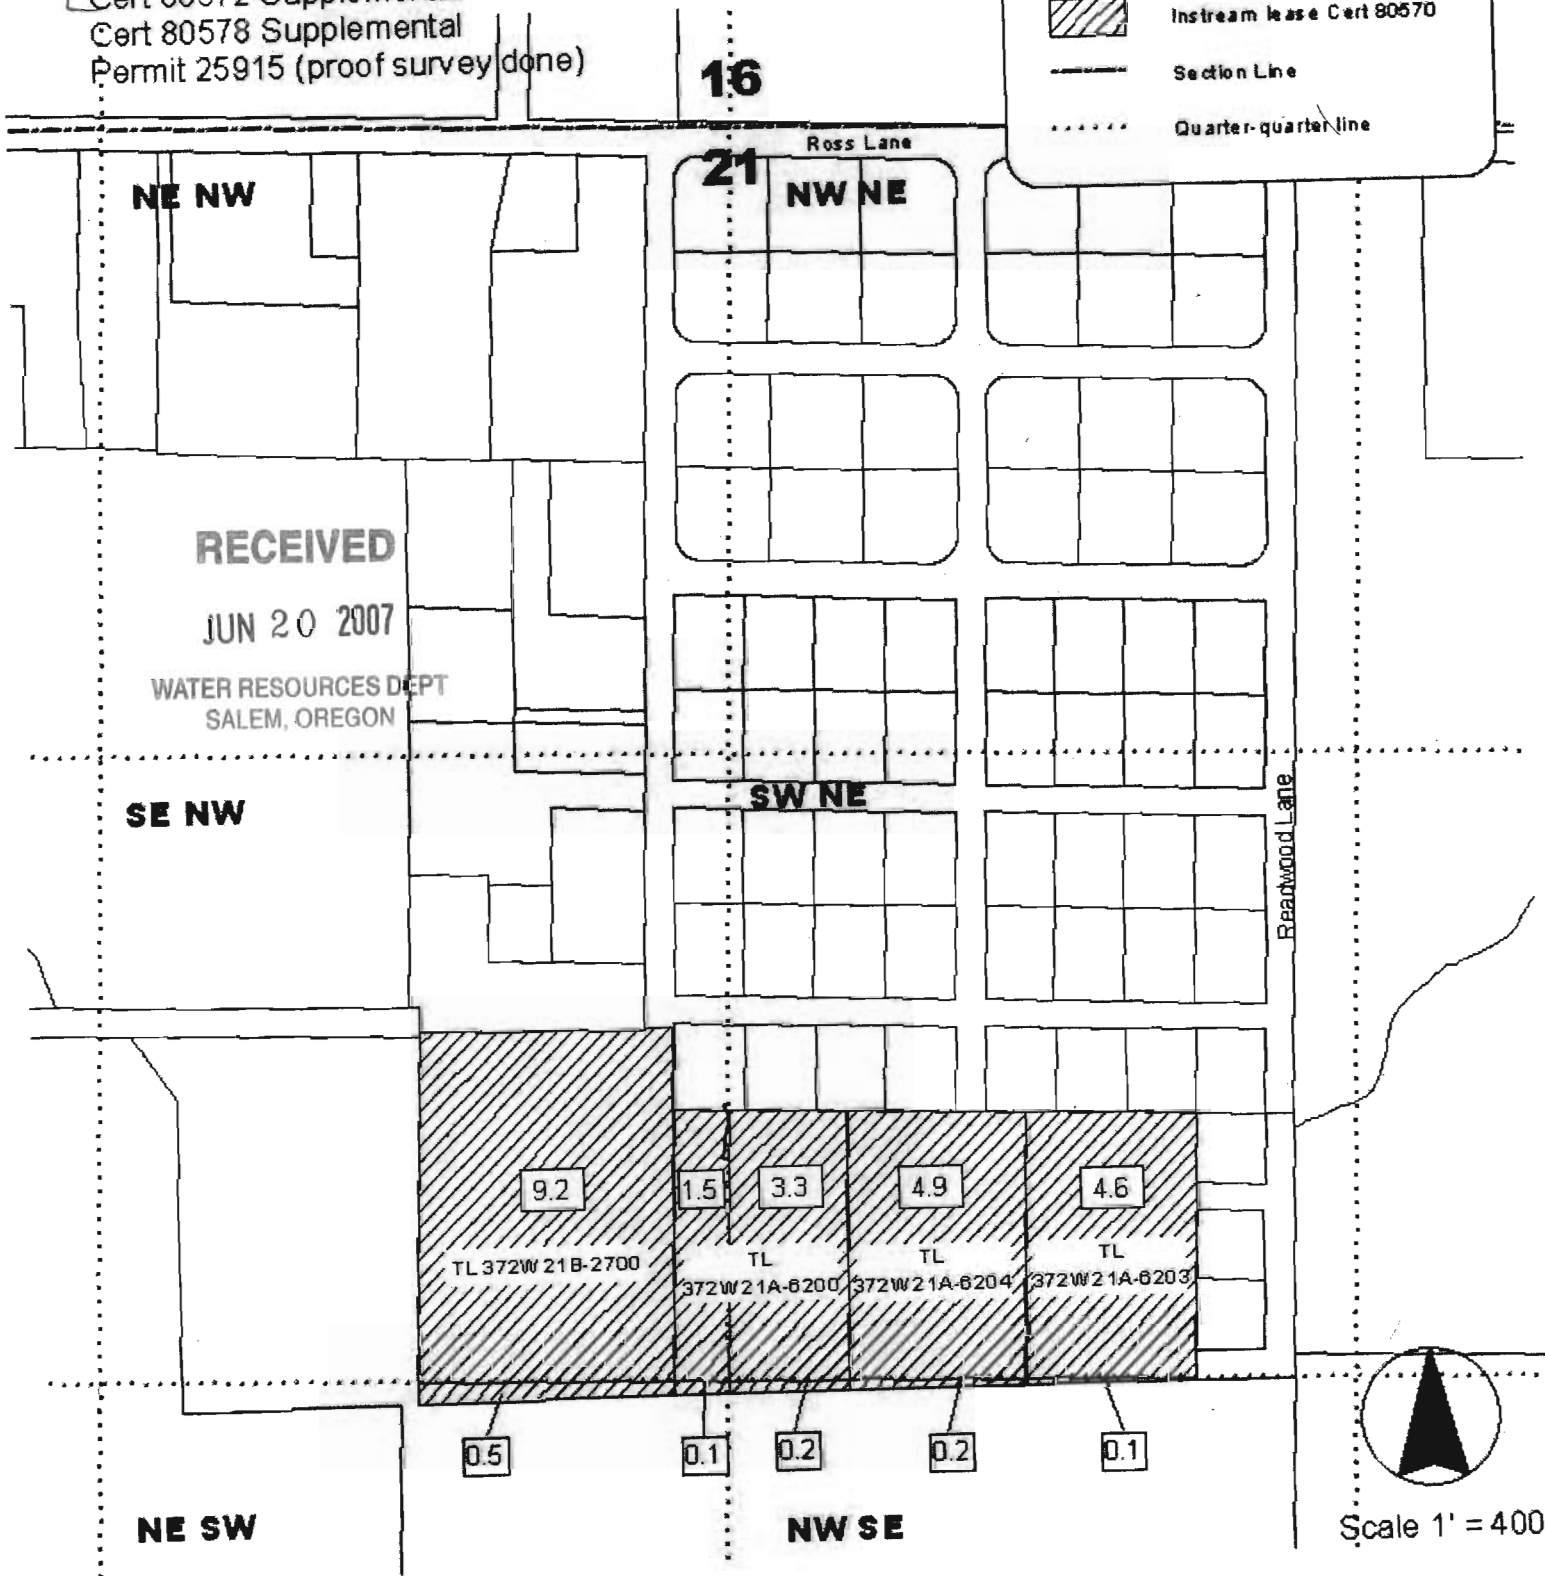 Cert 80578 Supplemental
Permit 25915 (proof survey done)
Instream lease Cert 80570
Section Line
Quarter-quarter line
16
Ross Lane
21
NE NW
NW NE
RECEIVED
JUN 20 2007
WATER RESOURCES DEPT
SALEM, OREGON
SE NW
SW NE
Readwood Lane
9.2
1.5
3.3
4.9
4.6
TL 372W 21B-2700
TL
372W21A-6200
TL
372W21A-6204
TL
372W21A-6203
0.5
0.1
0.2
0.2
0.1
NE SW
NW SE
Scale 1' = 400